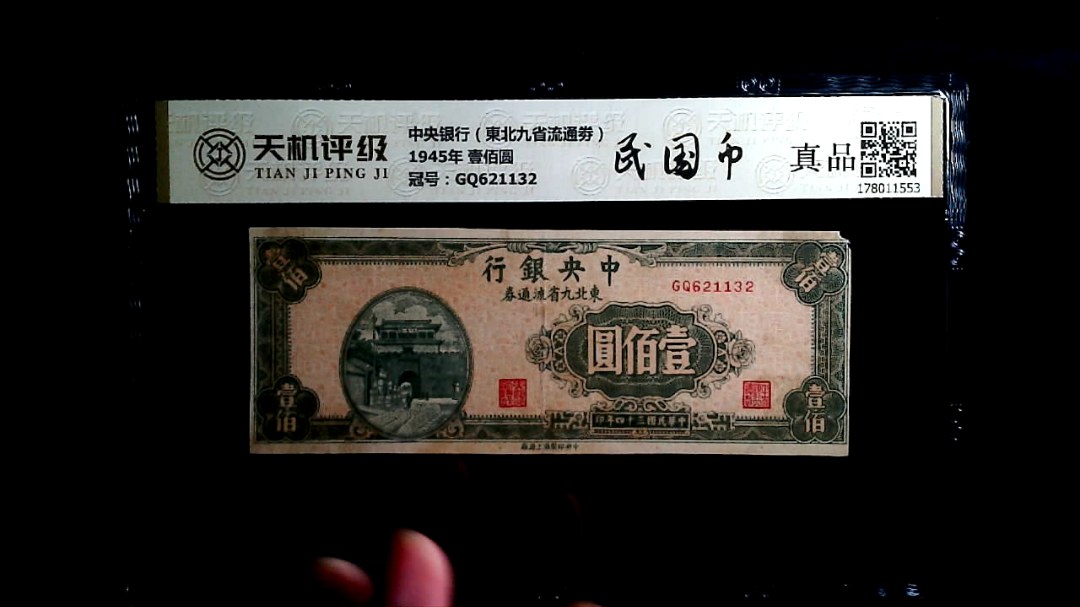 天机评级
TIAN JI PING JI
中央银行（東北九省流通券）
1945年 壹佰圆
冠号：GQ621132
民国币
真品
178011553
壹佰
壹佰
行銀央中
券通流省九北東
GQ621132
圓佰壹
壹佰
壹佰
印年四十三國民華中